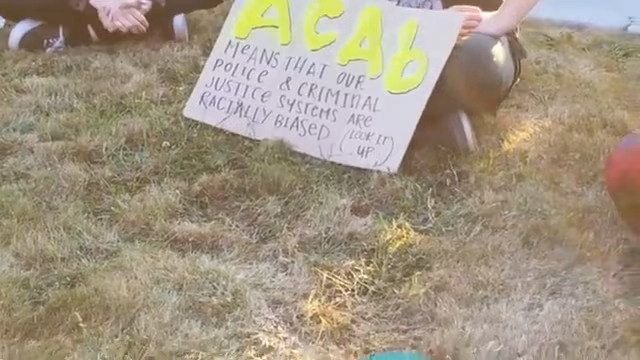 ACAb
MEANS THAT OUR
POLICE & CRIMINAL
JUSTICE SYSTEMS ARE
RACIALLY BIASED (LOOK IT
UP)